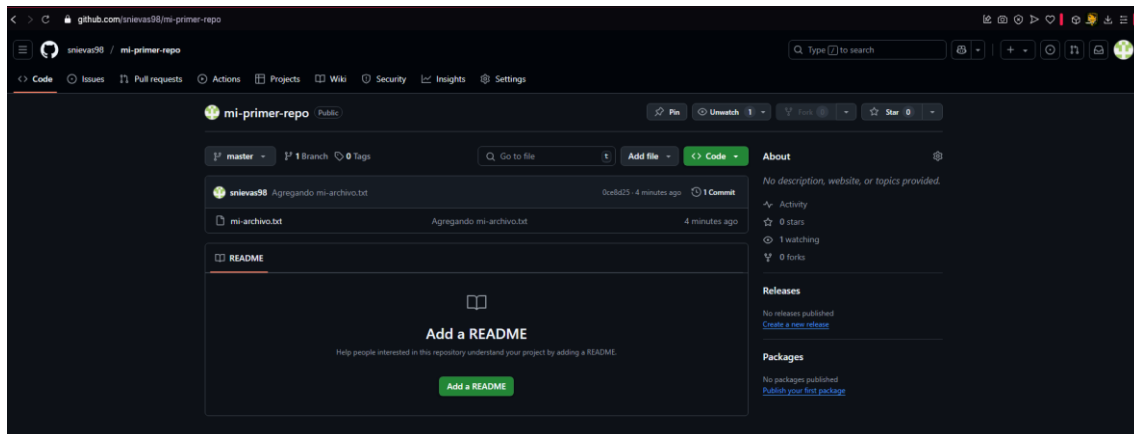 github.com/snievas98/mi-primer-repo
snievas98 / mi-primer-repo
Type / to search
Code Issues Pull requests Actions Projects Wiki Security Insights Settings
mi-primer-repo Public
Pin Unwatch 1 Fork 0 Star 0
master 1 Branch 0 Tags Go to file t Add file Code
About
No description, website, or topics provided.
snievas98 Agregando mi-archivo.txt 0ce8d25 · 4 minutes ago 1 Commit
Activity
mi-archivo.txt Agregando mi-archivo.txt 4 minutes ago
0 stars
1 watching
0 forks
README
Releases
No releases published
Create a new release
Add a README
Help people interested in this repository understand your project by adding a README.
Add a README
Packages
No packages published
Publish your first package